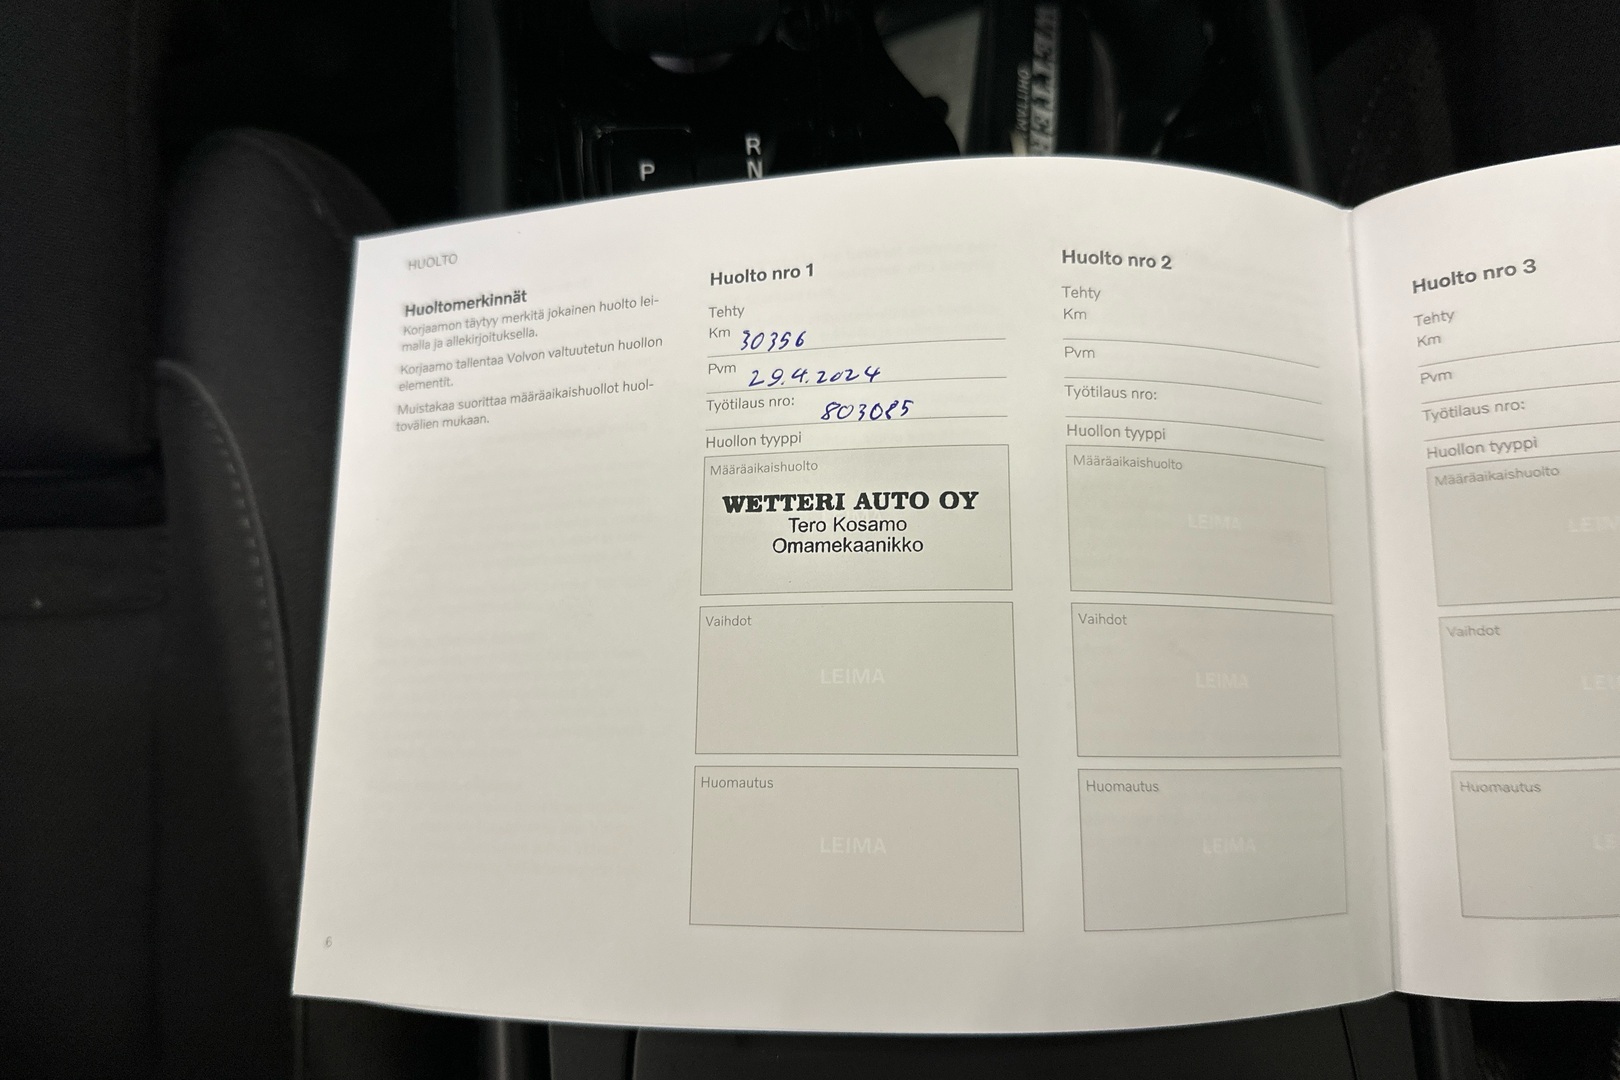 R
P
N
HUOLTO
Huoltomerkinnät
Korjaamon täytyy merkitä jokainen huolto lei-
malla ja allekirjoituksella.
Korjaamo tallentaa Volvon valtuutetun huollon
elementit.
Muistakaa suorittaa määräaikaishuollot huol-
tovälien mukaan.
6
Huolto nro 1
Tehty
Km 30356
Pvm 29.4.2024
Työtilaus nro: 803085
Huollon tyyppi
Määräaikaishuolto
WETTERI AUTO OY
Tero Kosamo
Omamekaanikko
Vaihdot
LEIMA
Huomautus
LEIMA
Huolto nro 2
Tehty
Km
Pvm
Työtilaus nro:
Huollon tyyppi
Määräaikaishuolto
LEIMA
Vaihdot
LEIMA
Huomautus
LEIMA
Huolto nro 3
Tehty
Km
Pvm
Työtilaus nro:
Huollon tyyppi
Määräaikaishuolto
Vaihdot
Huomautus